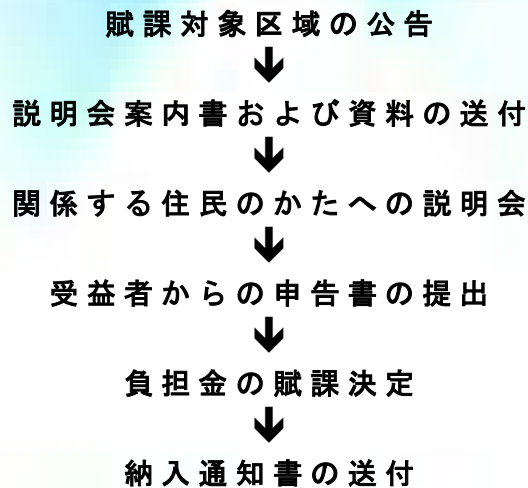 賦課対象区域の公告
↓
説明会案内書および資料の送付
↓
関係する住民のかたへの説明会
↓
受益者からの申告書の提出
↓
負担金の賦課決定
↓
納入通知書の送付